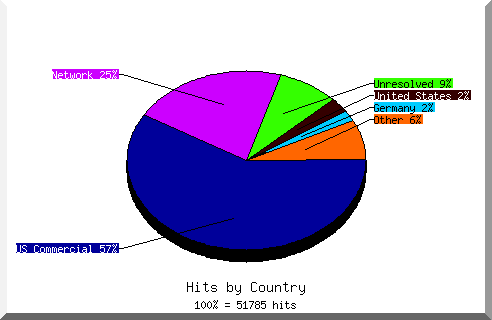 Network 25%
Unresolved 9%
United States 2%
Germany 2%
Other 6%
US Commercial 57%
Hits by Country
100% = 51785 hits